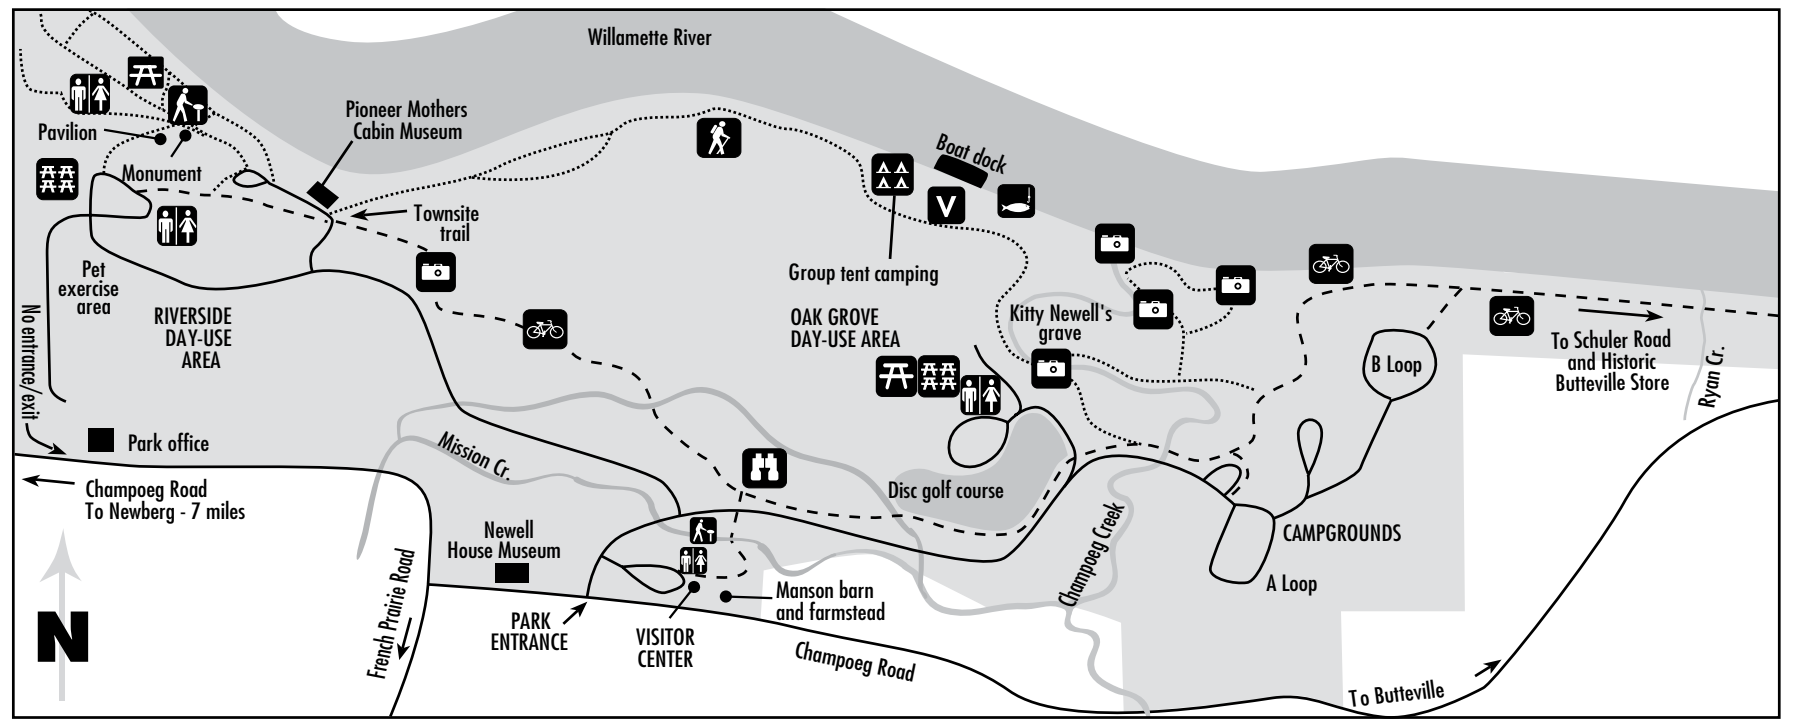 Willamette River
Pioneer Mothers
Cabin Museum
Pavilion
Monument
Boat dock
V
Townsite
trail
Group tent camping
Pet
exercise
area
RIVERSIDE
DAY-USE
AREA
OAK GROVE
DAY-USE AREA
Kitty Newell's
grave
No entrance/exit
To Schuler Road
and Historic
Butteville Store
B Loop
Ryan Cr.
Park office
Mission Cr.
Champoeg Road
To Newberg - 7 miles
Disc golf course
Newell
House Museum
Champoeg Creek
CAMPGROUNDS
A Loop
French Prairie Road
N
PARK
ENTRANCE
VISITOR
CENTER
Manson barn
and farmstead
Champoeg Road
To Butteville